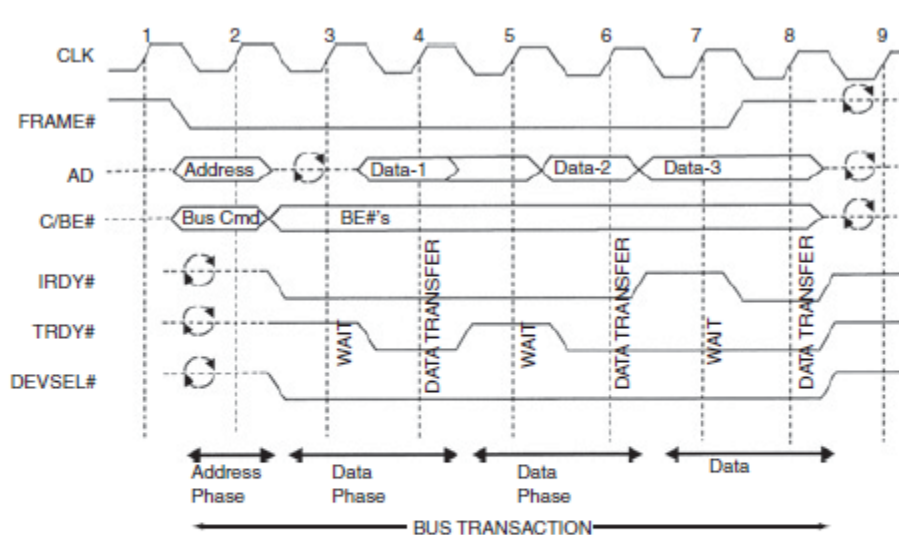 1 2 3 4 5 6 7 8 9
CLK
FRAME#
AD Address Data-1 Data-2 Data-3
C/BE# Bus Cmd BE#'s
IRDY#
TRDY#
DEVSEL#
WAIT
DATA TRANSFER
WAIT
DATA TRANSFER
WAIT
DATA TRANSFER
Address Phase
Data Phase
Data Phase
Data
BUS TRANSACTION